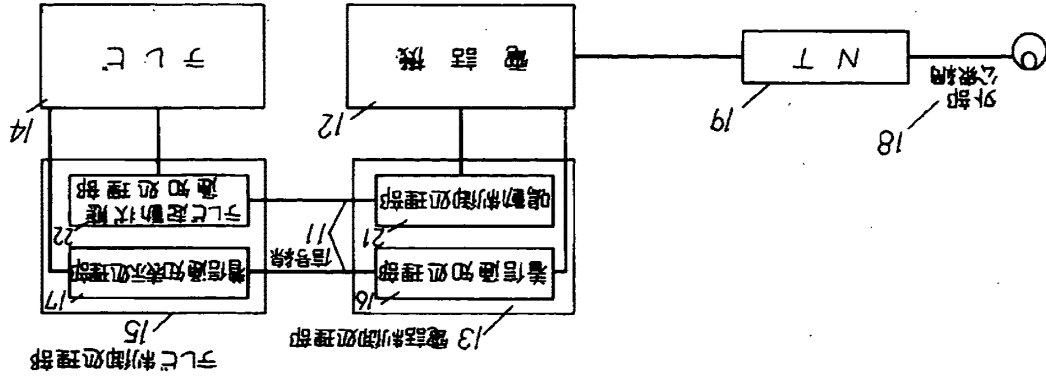 外部
公衆網
18
NT
19
電話機
12
テレビ
14
13 電話制御処理部
着信通知処理部
16
鳴動制御処理部
21
信号線
11
テレビ制御処理部
15
着信通知表示処理部
17
テレビ起動状態
通知処理部
22